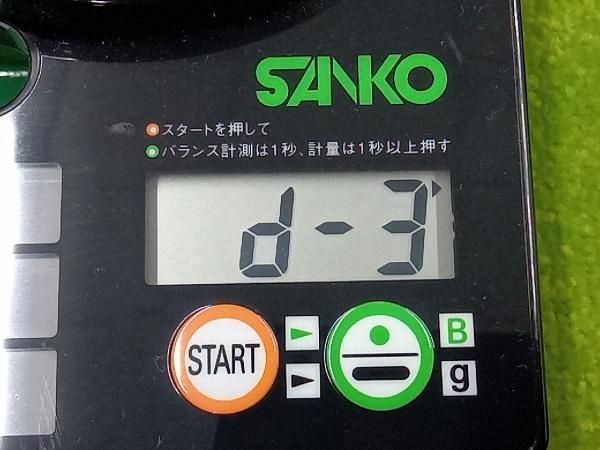 SANKO
スタートを押して
バランス計測は1秒、計量は1秒以上押す
d-3
START
B
g